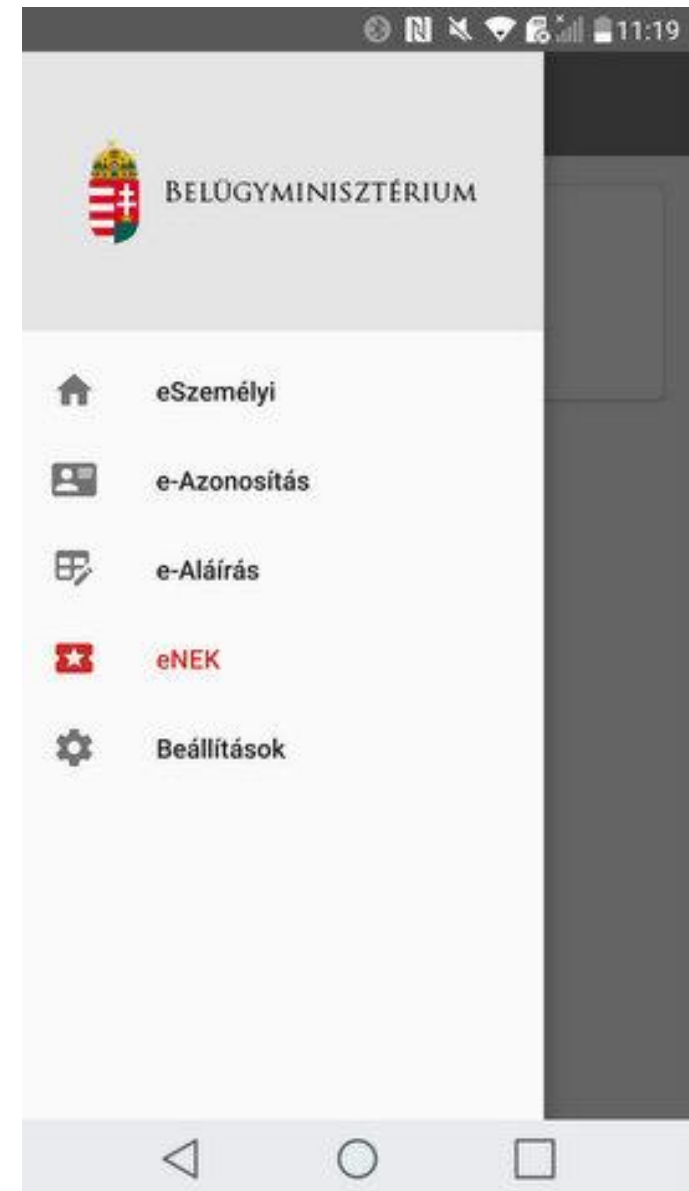 11:19
BELÜGYMINISZTÉRIUM
eSzemélyi
e-Azonosítás
e-Aláírás
eNEK
Beállítások